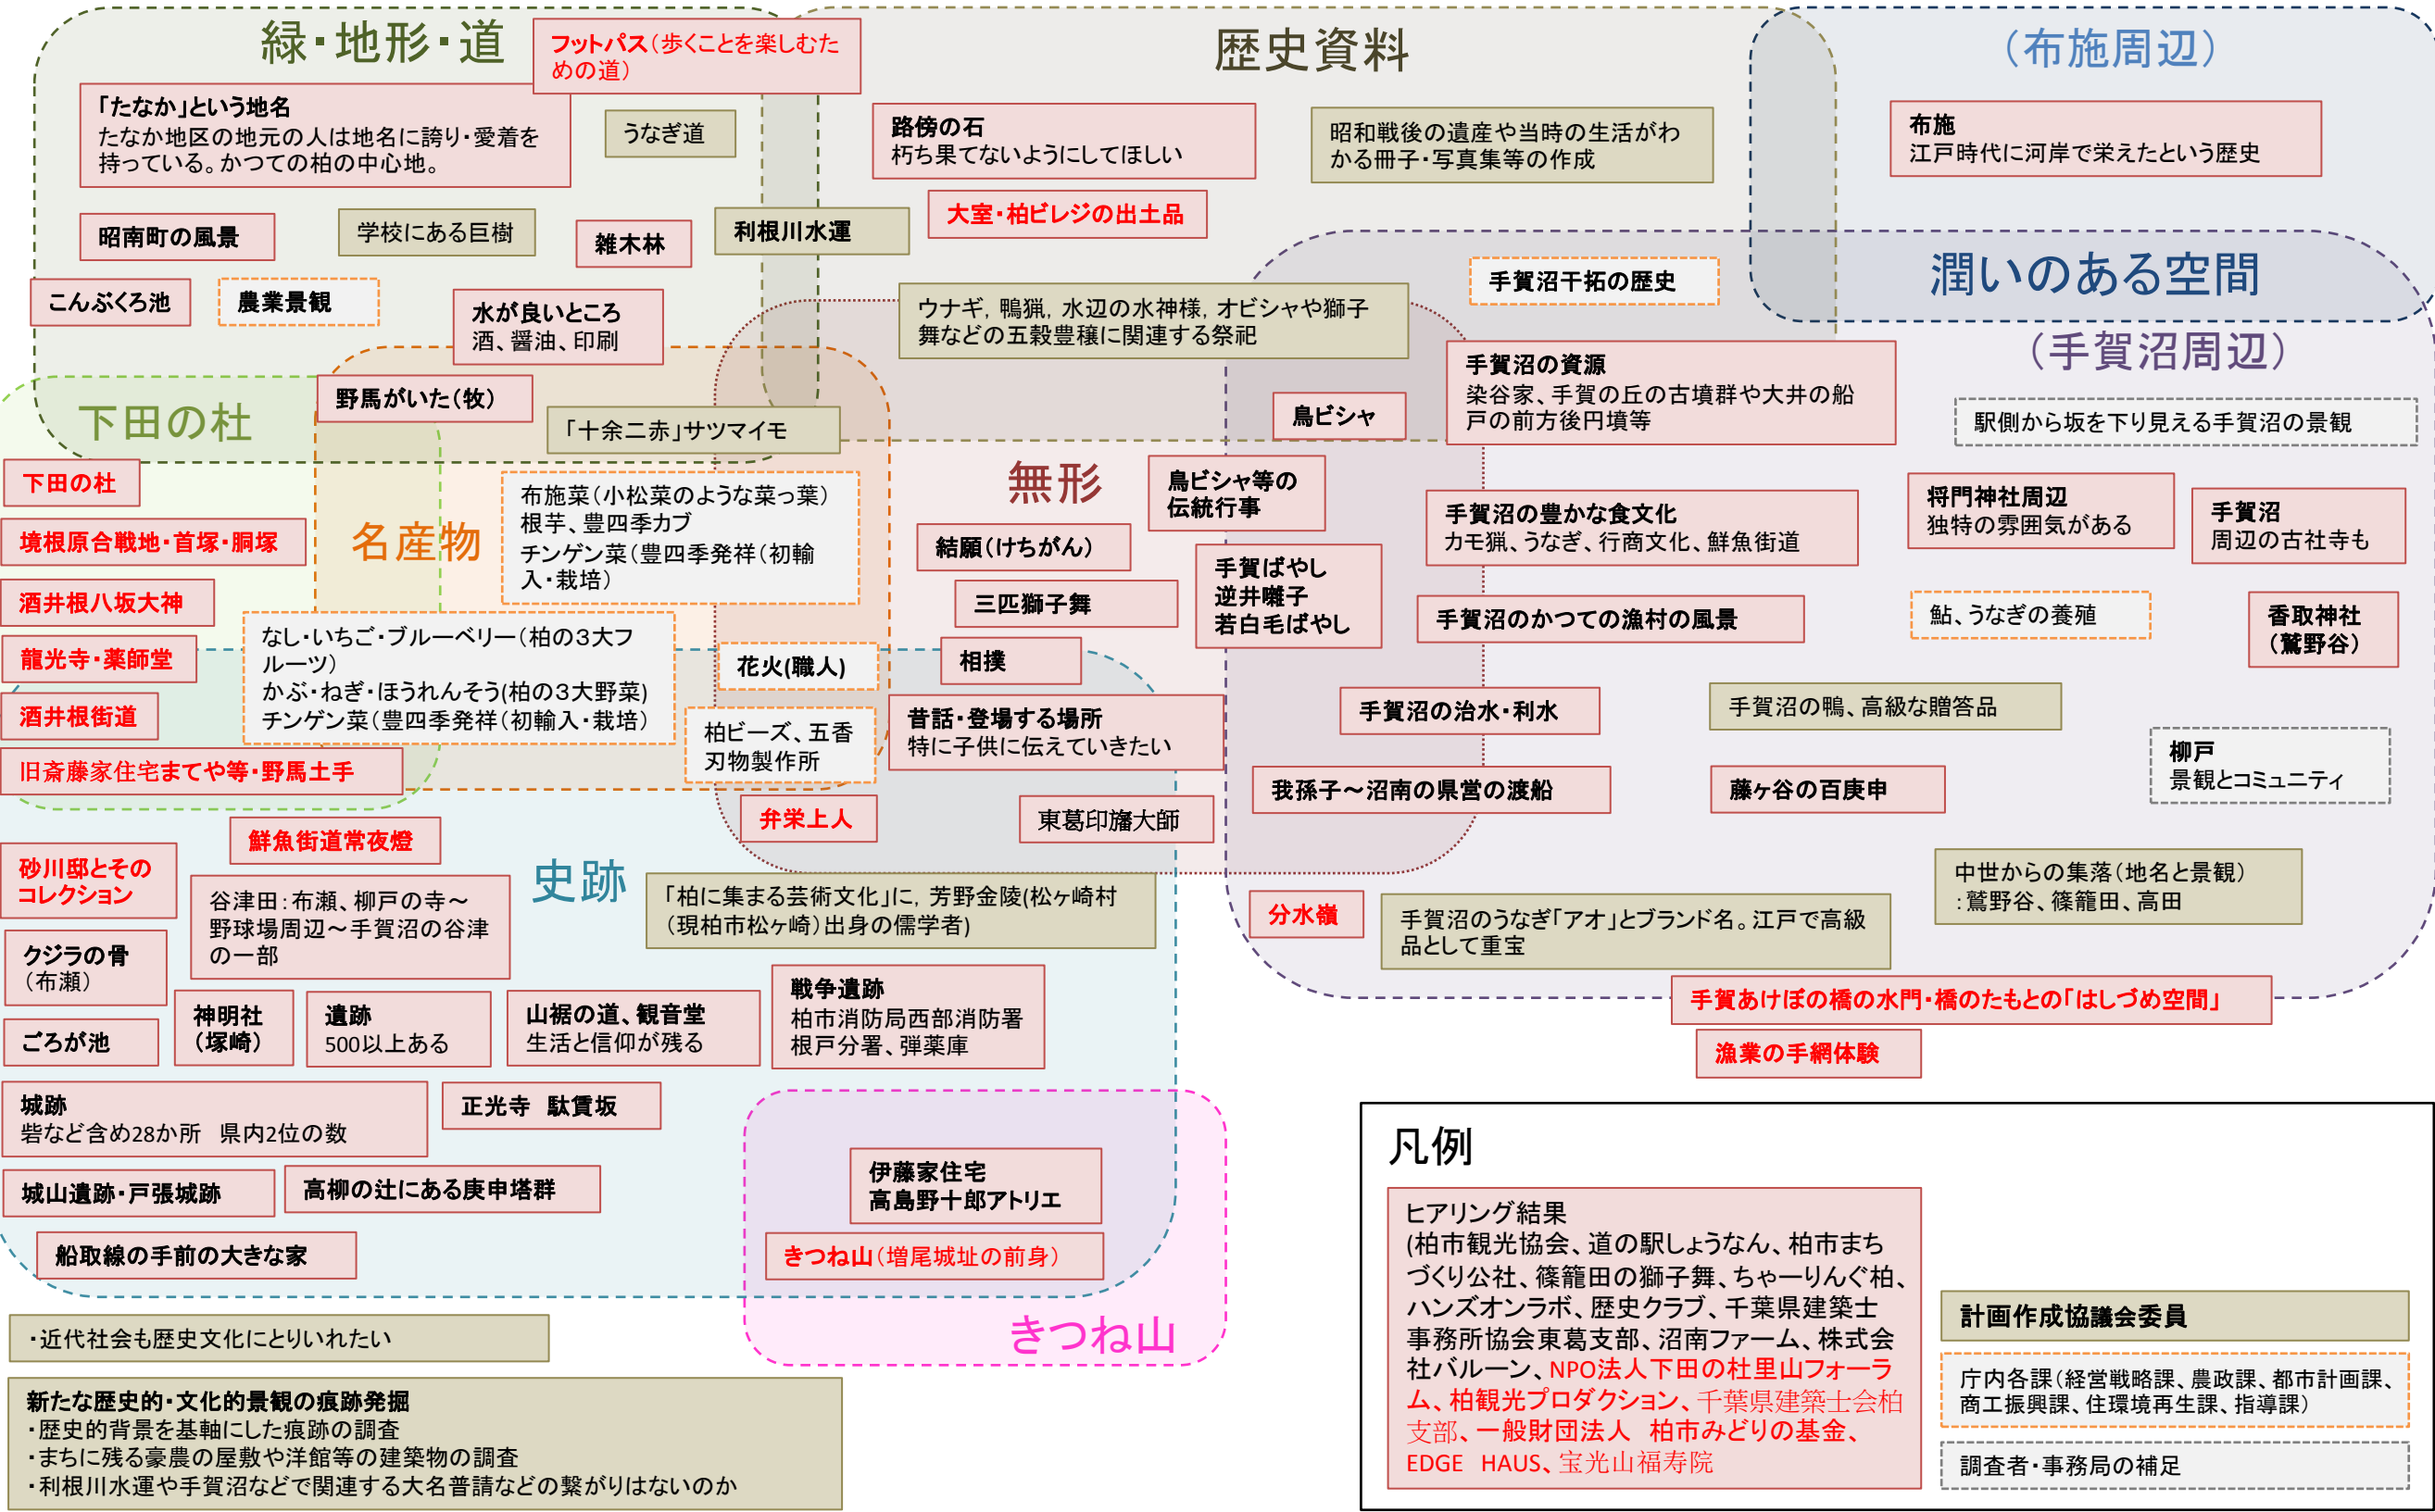 緑・地形・道
フットパス（歩くことを楽しむた
めの道）
歴史資料
（布施周辺）
「たなか」という地名
たなか地区の地元の人は地名に誇り・愛着を
持っている。かつての柏の中心地。
うなぎ道
路傍の石
朽ち果てないようにしてほしい
昭和戦後の遺産や当時の生活がわ
かる冊子・写真集等の作成
布施
江戸時代に河岸で栄えたという歴史
昭南町の風景
学校にある巨樹
雑木林
利根川水運
大室・柏ビレジの出土品
こんぶくろ池
農業景観
水が良いところ
酒、醤油、印刷
ウナギ，鴨猟，水辺の水神様，オビシャや獅子
舞などの五穀豊穣に関連する祭祀
手賀沼干拓の歴史
潤いのある空間
（手賀沼周辺）
下田の杜
野馬がいた（牧）
「十余二赤」サツマイモ
鳥ビシャ
手賀沼の資源
染谷家、手賀の丘の古墳群や大井の船
戸の前方後円墳等
駅側から坂を下り見える手賀沼の景観
下田の杜
境根原合戦地・首塚・胴塚
酒井根八坂大神
龍光寺・薬師堂
酒井根街道
旧斎藤家住宅まてや等・野馬土手
名産物
布施菜（小松菜のような菜っ葉）
根芋、豊四季カブ
チンゲン菜（豊四季発祥（初輸
入・栽培）
なし・いちご・ブルーベリー（柏の３大フ
ルーツ）
かぶ・ねぎ・ほうれんそう(柏の３大野菜)
チンゲン菜（豊四季発祥（初輸入・栽培）
無形
鳥ビシャ等の
伝統行事
結願（けちがん）
三匹獅子舞
手賀ばやし
逆井囃子
若白毛ばやし
花火(職人)
相撲
柏ビーズ、五香
刃物製作所
昔話・登場する場所
特に子供に伝えていきたい
弁栄上人
東葛印旛大師
手賀沼の豊かな食文化
カモ猟、うなぎ、行商文化、鮮魚街道
将門神社周辺
独特の雰囲気がある
手賀沼
周辺の古社寺も
手賀沼のかつての漁村の風景
鮎、うなぎの養殖
香取神社
（鷲野谷）
手賀沼の治水・利水
手賀沼の鴨、高級な贈答品
柳戸
景観とコミュニティ
我孫子～沼南の県営の渡船
藤ヶ谷の百庚申
鮮魚街道常夜燈
史跡
砂川邸とその
コレクション
谷津田：布瀬、柳戸の寺～
野球場周辺～手賀沼の谷津
の一部
「柏に集まる芸術文化」に，芳野金陵(松ヶ崎村
（現柏市松ヶ崎）出身の儒学者)
分水嶺
手賀沼のうなぎ「アオ」とブランド名。江戸で高級
品として重宝
中世からの集落（地名と景観）
：鷲野谷、篠籠田、高田
クジラの骨
（布瀬）
ごろが池
神明社
（塚崎）
遺跡
500以上ある
山裾の道、観音堂
生活と信仰が残る
戦争遺跡
柏市消防局西部消防署
根戸分署、弾薬庫
手賀あけぼの橋の水門・橋のたもとの「はしづめ空間」
漁業の手網体験
城跡
砦など含め28か所　県内2位の数
正光寺　駄賃坂
城山遺跡・戸張城跡
高柳の辻にある庚申塔群
船取線の手前の大きな家
伊藤家住宅
高島野十郎アトリエ
きつね山（増尾城址の前身）
きつね山
・近代社会も歴史文化にとりいれたい
新たな歴史的・文化的景観の痕跡発掘
・歴史的背景を基軸にした痕跡の調査
・まちに残る豪農の屋敷や洋館等の建築物の調査
・利根川水運や手賀沼などで関連する大名普請などの繋がりはないのか
凡例
ヒアリング結果
(柏市観光協会、道の駅しょうなん、柏市まち
づくり公社、篠籠田の獅子舞、ちゃーりんぐ柏、
ハンズオンラボ、歴史クラブ、千葉県建築士
事務所協会東葛支部、沼南ファーム、株式会
社バルーン、NPO法人下田の杜里山フォーラ
ム、柏観光プロダクション、千葉県建築士会柏
支部、一般財団法人　柏市みどりの基金、
EDGE　HAUS、宝光山福寿院
計画作成協議会委員
庁内各課（経営戦略課、農政課、都市計画課、
商工振興課、住環境再生課、指導課）
調査者・事務局の補足